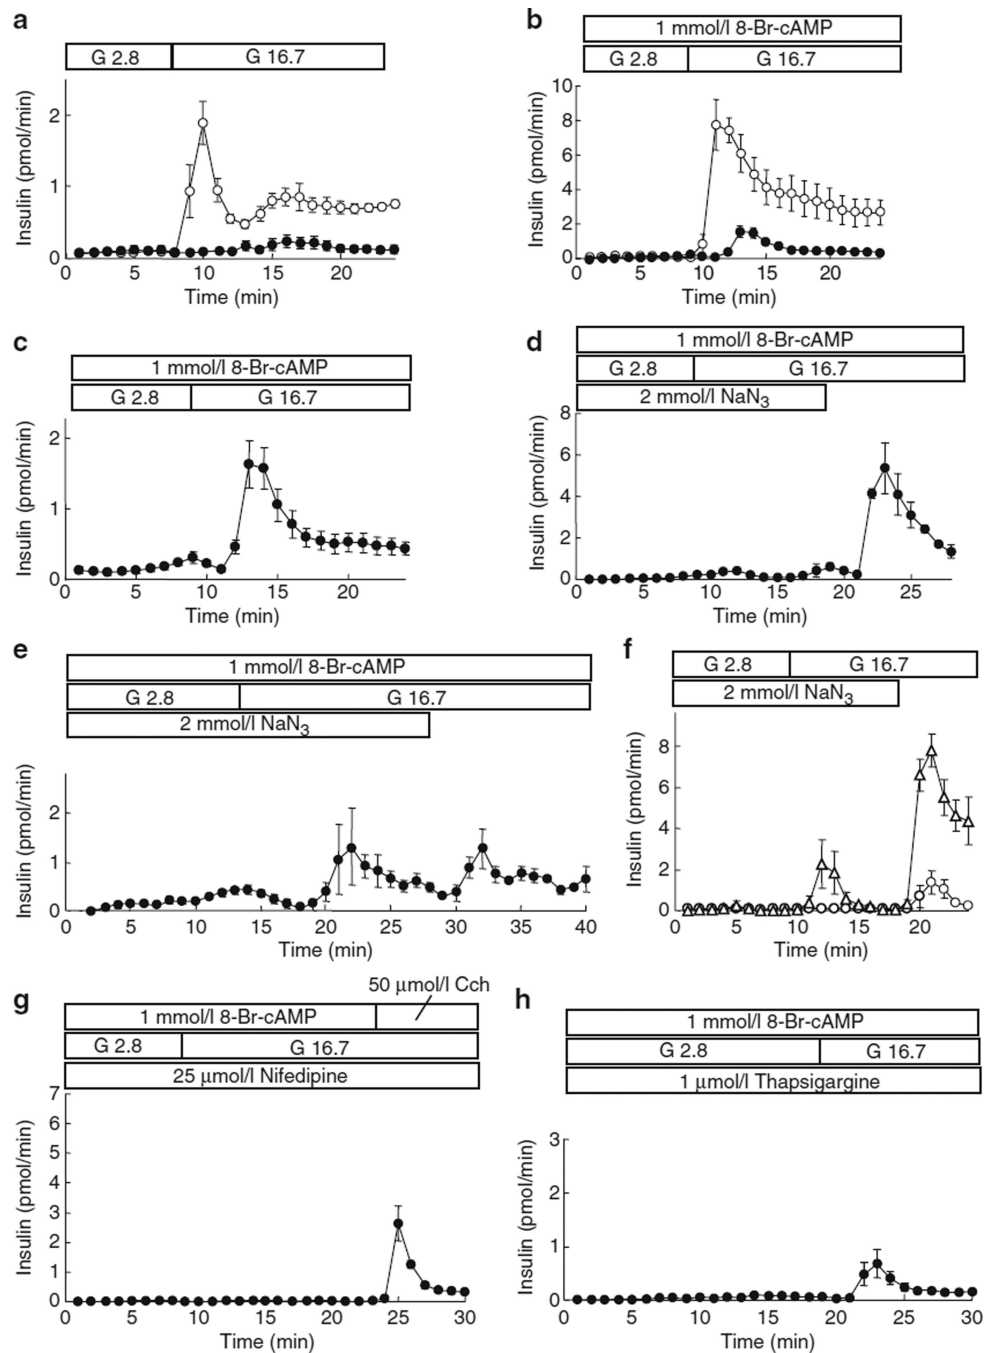 a
G 2.8 G 16.7
Insulin (pmol/min)
2
1
0
0 10 20
Time (min)
b
1 mmol/l 8-Br-cAMP
G 2.8 G 16.7
Insulin (pmol/min)
10
8
6
4
2
0
0 5 10 15 20
Time (min)
c
1 mmol/l 8-Br-cAMP
G 2.8 G 16.7
Insulin (pmol/min)
2
1
0
0 5 10 15 20
Time (min)
d
1 mmol/l 8-Br-cAMP
G 2.8 G 16.7
2 mmol/l NaN3
Insulin (pmol/min)
8
6
4
2
0
0 5 10 15 20 25
Time (min)
e
1 mmol/l 8-Br-cAMP
G 2.8 G 16.7
2 mmol/l NaN3
Insulin (pmol/min)
2
1
0
0 5 10 15 20 25 30 35 40
Time (min)
f
G 2.8 G 16.7
2 mmol/l NaN3
Insulin (pmol/min)
8
6
4
2
0
0 5 10 15 20
Time (min)
g
50 μmol/l Cch
1 mmol/l 8-Br-cAMP
G 2.8 G 16.7
25 μmol/l Nifedipine
Insulin (pmol/min)
7
6
5
4
3
2
1
0
0 5 10 15 20 25 30
Time (min)
h
1 mmol/l 8-Br-cAMP
G 2.8 G 16.7
1 μmol/l Thapsigargine
Insulin (pmol/min)
3
2
1
0
0 5 10 15 20 25 30
Time (min)